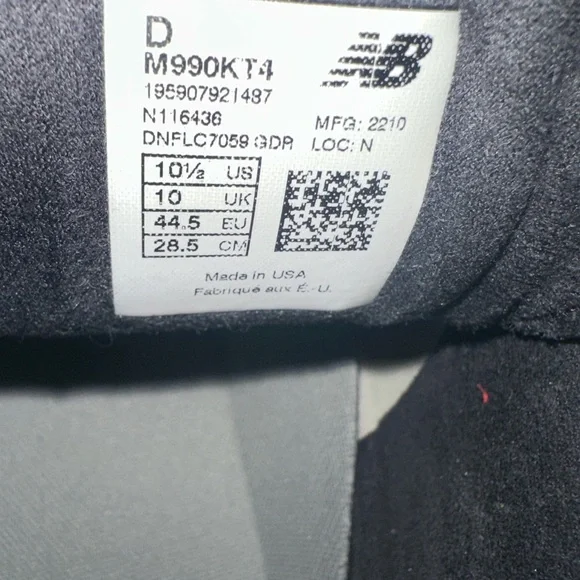 D
M990KT4
195907921487
N116436
DNFLC7059 GDR
NB
MFG: 2210
LOC: N
10½ US
10 UK
44.5 EU
28.5 CM
Made in USA
Fabriqué aux É.-U.